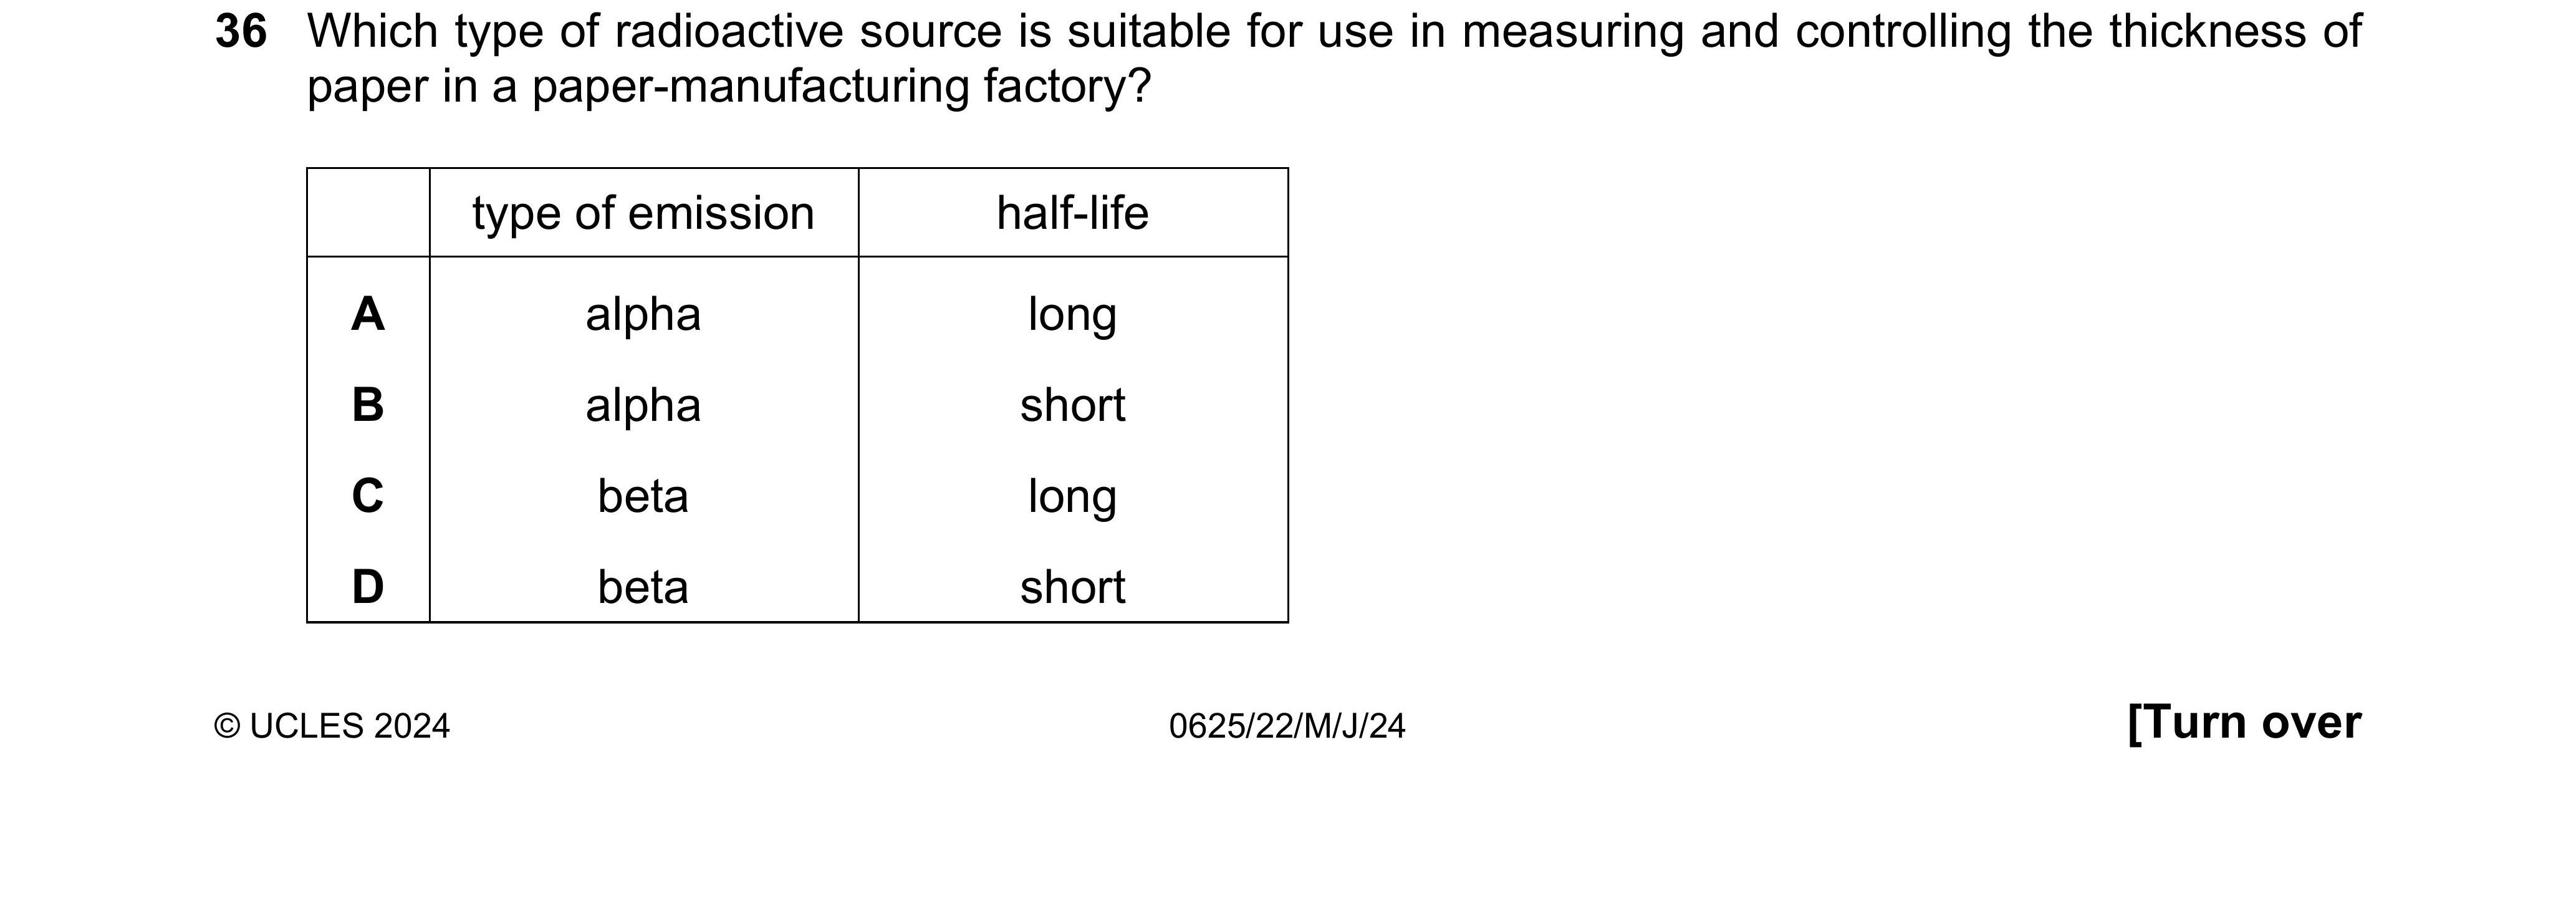 36 Which type of radioactive source is suitable for use in measuring and controlling the thickness of
paper in a paper-manufacturing factory?
type of emission half-life
A alpha long
B alpha short
C beta long
D beta short
© UCLES 2024 0625/22/M/J/24 [Turn over